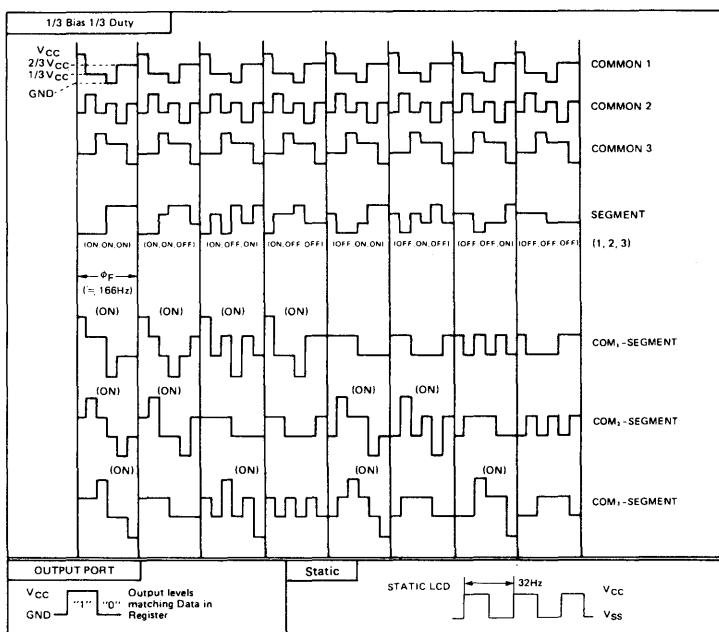 1/3 Bias 1/3 Duty
VCC
2/3 VCC
1/3 VCC
GND
COMMON 1
COMMON 2
COMMON 3
SEGMENT
(ON, ON, ON) (ON, ON, OFF) (ON, OFF, ON) (ON, OFF, OFF) (OFF, ON, ON) (OFF, ON, OFF) (OFF, OFF, ON) (OFF, OFF, OFF) (1, 2, 3)
ϕF
(≒ 166Hz)
(ON) (ON) (ON) (ON)
COM₁-SEGMENT
(ON) (ON) (ON) (ON)
COM₂-SEGMENT
(ON) (ON) (ON) (ON)
COM₃-SEGMENT
OUTPUT PORT
VCC
GND
"1" "0"
Output levels
matching Data in
Register
Static
STATIC LCD
32Hz
VCC
VSS